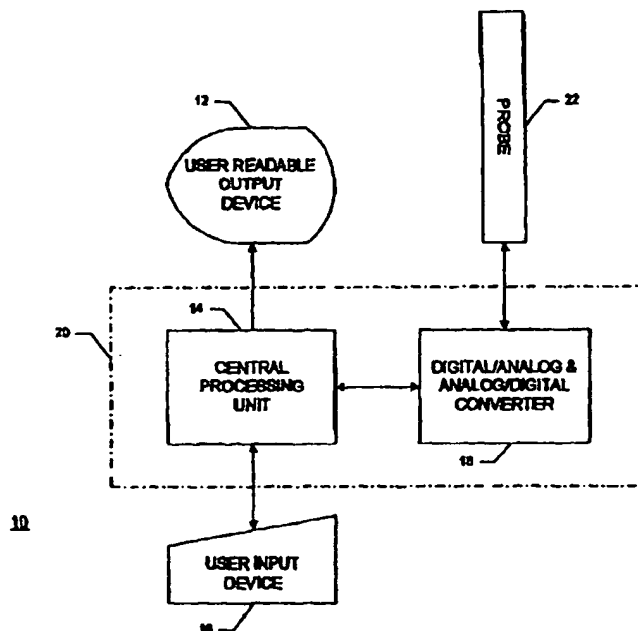 12
USER READABLE
OUTPUT
DEVICE
PROBE
22
20
14
CENTRAL
PROCESSING
UNIT
DIGITAL/ANALOG &
ANALOG/DIGITAL
CONVERTER
18
10
USER INPUT
DEVICE
16